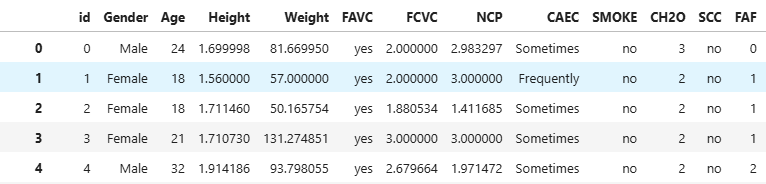 id Gender Age Height Weight FAVC FCVC NCP CAEC SMOKE CH2O SCC FAF
0 0 Male 24 1.699998 81.669950 yes 2.000000 2.983297 Sometimes no 3 no 0
1 1 Female 18 1.560000 57.000000 yes 2.000000 3.000000 Frequently no 2 no 1
2 2 Female 18 1.711460 50.165754 yes 1.880534 1.411685 Sometimes no 2 no 1
3 3 Female 21 1.710730 131.274851 yes 3.000000 3.000000 Sometimes no 2 no 1
4 4 Male 32 1.914186 93.798055 yes 2.679664 1.971472 Sometimes no 2 no 2